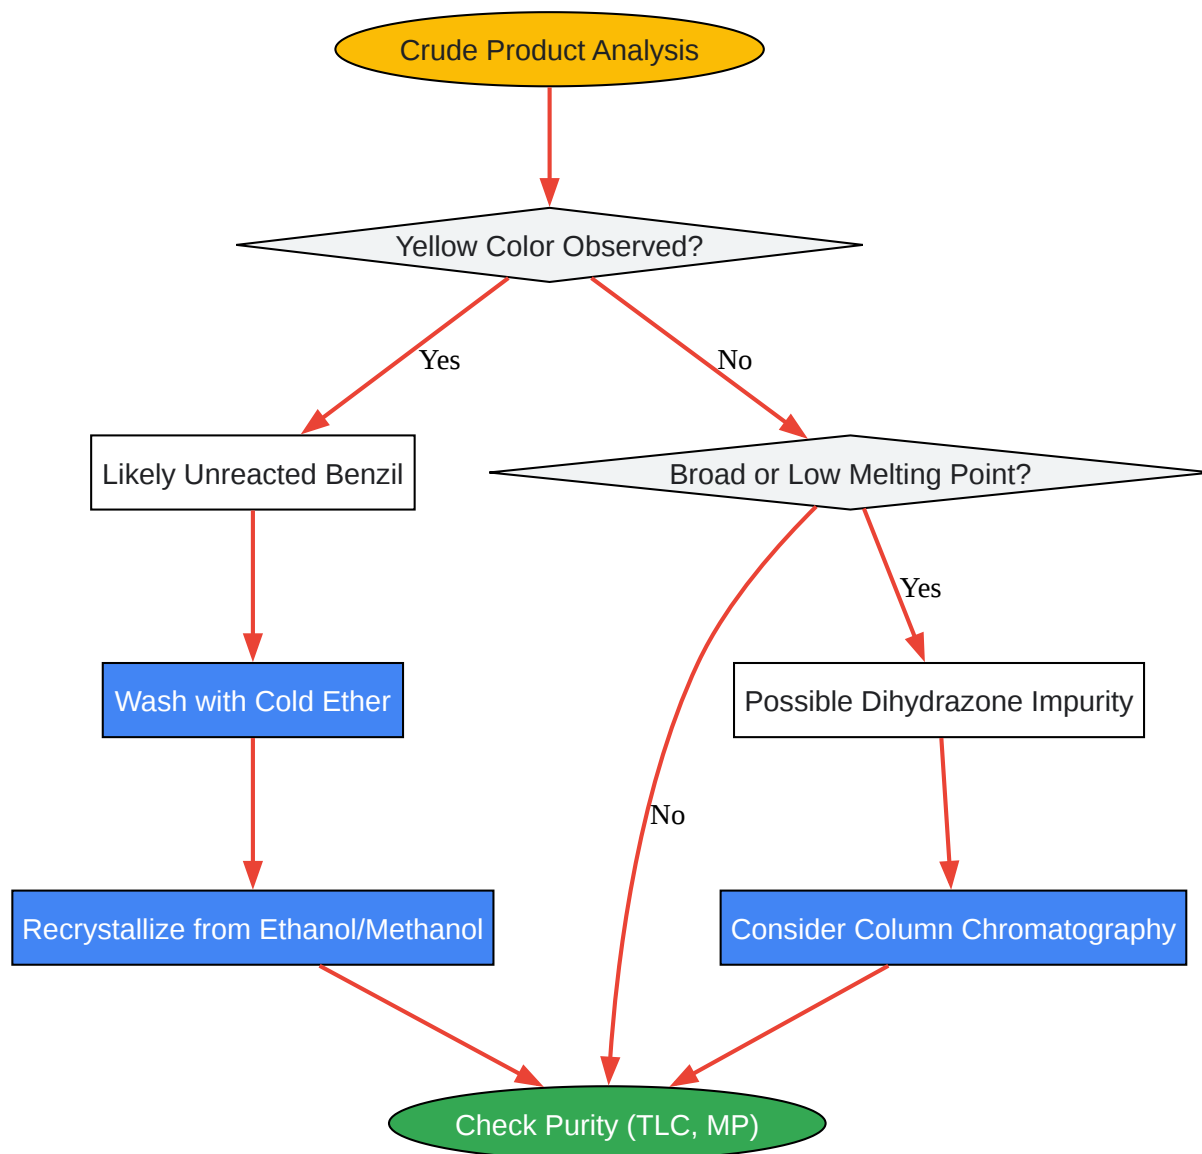 Crude Product Analysis
Yellow Color Observed?
Yes
No
Likely Unreacted Benzil
Broad or Low Melting Point?
Yes
Wash with Cold Ether
Possible Dihydrazone Impurity
No
Recrystallize from Ethanol/Methanol
Consider Column Chromatography
Check Purity (TLC, MP)